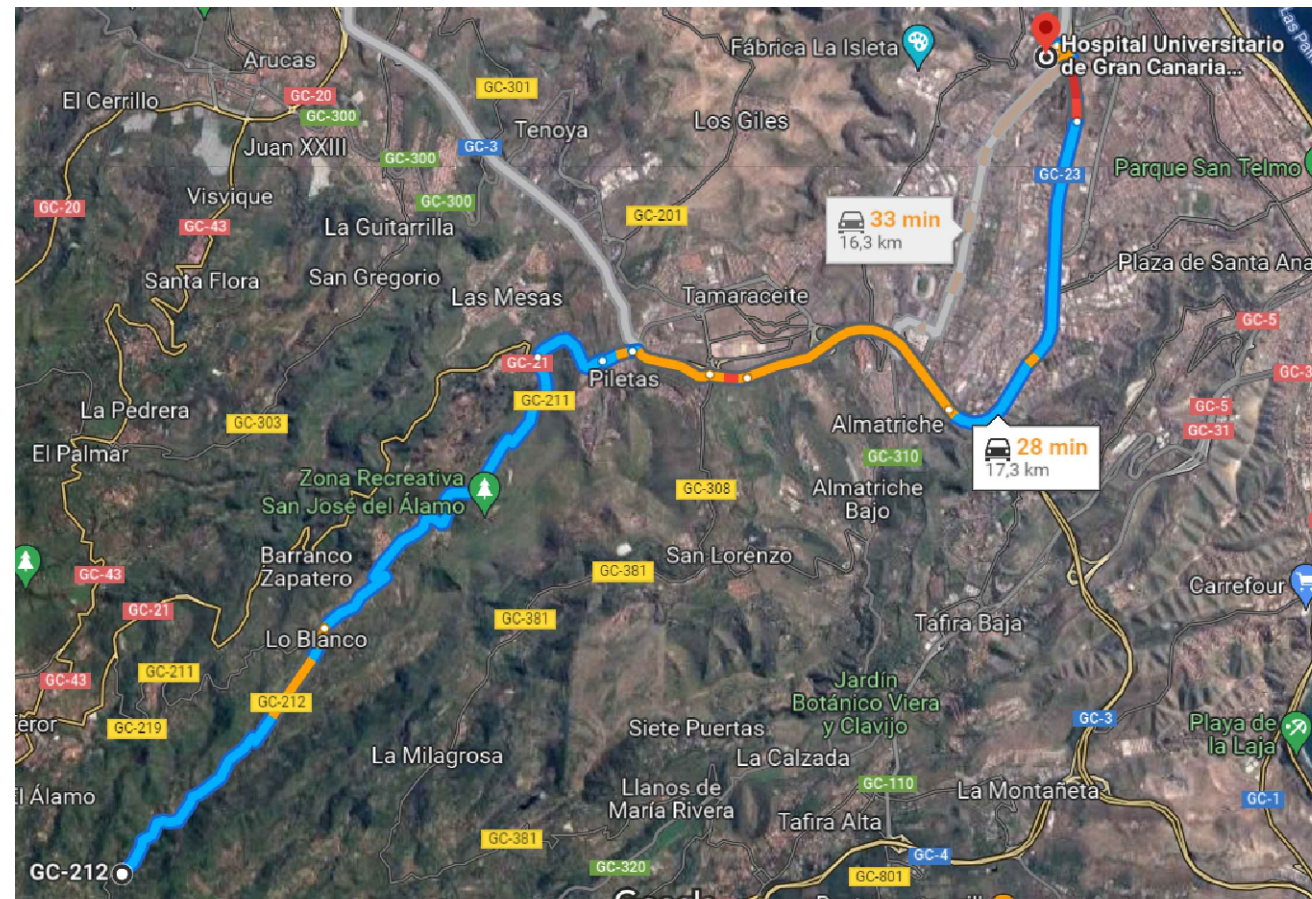 Hospital Universitario
de Gran Canaria...
Fábrica La Isleta
Arucas
El Cerrillo
GC-20
GC-301
GC-300
Juan XXIII
GC-300
GC-3
Tenoya
Los Giles
GC-23
Parque San Telmo
Visvique
GC-20
GC-43
GC-300
La Guitarrilla
GC-201
33 min
16,3 km
Santa Flora
San Gregorio
Las Mesas
Tamaraceite
Plaza de Santa Ana
GC-5
GC-21
Piletas
GC-3
La Pedrera
GC-211
GC-5
GC-303
Almatriche
GC-31
El Palmar
GC-310
28 min
17,3 km
Zona Recreativa
San José del Álamo
GC-308
Almatriche
Bajo
Barranco
Zapatero
San Lorenzo
GC-43
GC-381
Carrefour
GC-21
GC-381
Lo Blanco
Tafira Baja
GC-211
GC-43
GC-212
Jardín
Botánico Viera
y Clavijo
eror
GC-219
Siete Puertas
GC-3
Playa de
la Laja
La Milagrosa
La Calzada
l Álamo
Llanos de
María Rivera
GC-110
La Montañeta
GC-1
GC-381
Tafira Alta
GC-212
GC-320
GC-4
GC-801